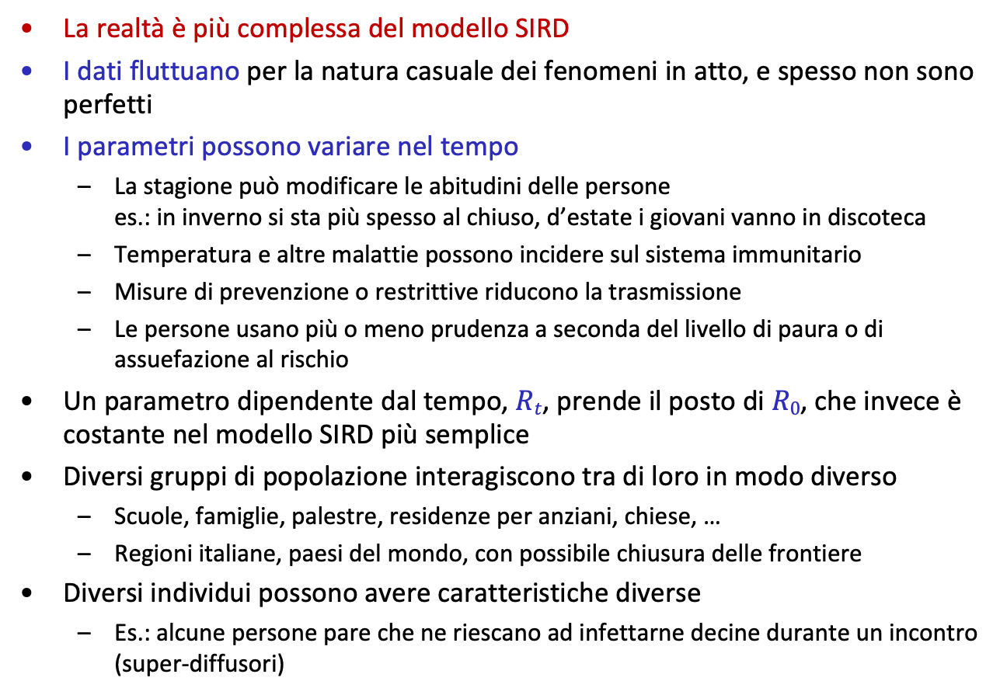 • La realtà è più complessa del modello SIRD
• I dati fluttuano per la natura casuale dei fenomeni in atto, e spesso non sono
perfetti
• I parametri possono variare nel tempo
– La stagione può modificare le abitudini delle persone
es.: in inverno si sta più spesso al chiuso, d’estate i giovani vanno in discoteca
– Temperatura e altre malattie possono incidere sul sistema immunitario
– Misure di prevenzione o restrittive riducono la trasmissione
– Le persone usano più o meno prudenza a seconda del livello di paura o di
assuefazione al rischio
• Un parametro dipendente dal tempo, Rₜ, prende il posto di R₀, che invece è
costante nel modello SIRD più semplice
• Diversi gruppi di popolazione interagiscono tra di loro in modo diverso
– Scuole, famiglie, palestre, residenze per anziani, chiese, …
– Regioni italiane, paesi del mondo, con possibile chiusura delle frontiere
• Diversi individui possono avere caratteristiche diverse
– Es.: alcune persone pare che ne riescano ad infettarne decine durante un incontro
(super-diffusori)